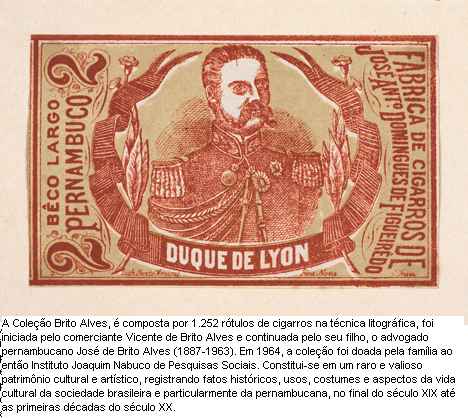 2
BÊCO LARGO
PERNAMBUCO
2
FABRICA DE CIGARROS DE
JOSÉ ANTº DOMINGUES DE FIGUEIREDO
DUQUE DE LYON
A Coleção Brito Alves, é composta por 1.252 rótulos de cigarros na técnica litográfica, foi
iniciada pelo comerciante Vicente de Brito Alves e continuada pelo seu filho, o advogado
pernambucano José de Brito Alves (1887-1963). Em 1964, a coleção foi doada pela família ao
então Instituto Joaquim Nabuco de Pesquisas Sociais. Constitui-se em um raro e valioso
patrimônio cultural e artístico, registrando fatos históricos, usos, costumes e aspectos da vida
cultural da sociedade brasileira e particularmente da pernambucana, no final do século XIX até
as primeiras décadas do século XX.